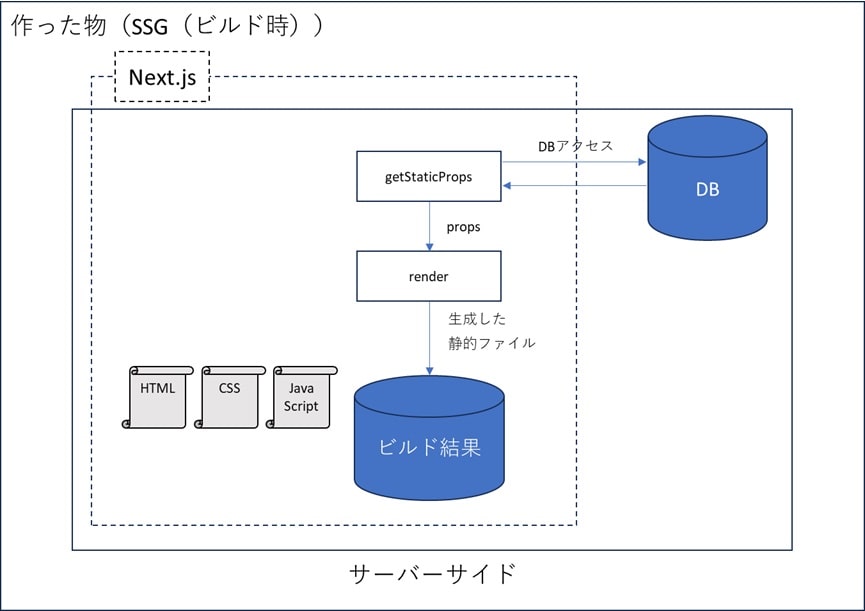 作った物（SSG（ビルド時））
Next.js
DBアクセス
getStaticProps
DB
props
render
生成した
静的ファイル
HTML
CSS
Java
Script
ビルド結果
サーバーサイド